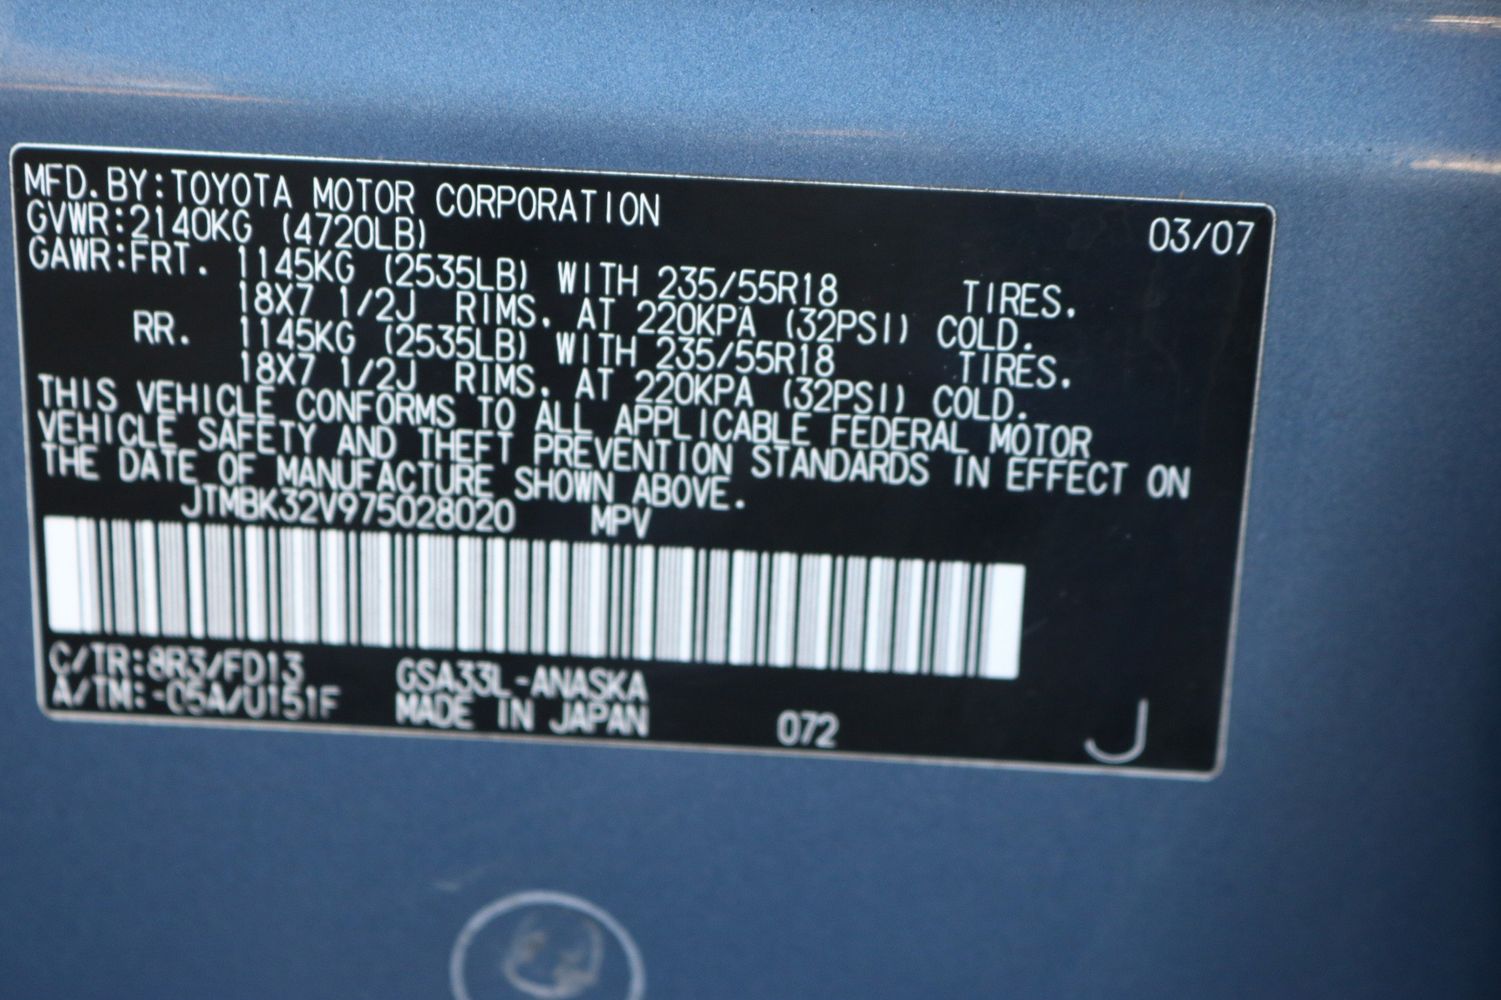 MFD.BY:TOYOTA MOTOR CORPORATION 03/07
GVWR:2140KG (4720LB)
GAWR:FRT. 1145KG (2535LB) WITH 235/55R18 TIRES.
18X7 1/2J RIMS. AT 220KPA (32PSI) COLD.
RR. 1145KG (2535LB) WITH 235/55R18 TIRES.
18X7 1/2J RIMS. AT 220KPA (32PSI) COLD.
THIS VEHICLE CONFORMS TO ALL APPLICABLE FEDERAL MOTOR
VEHICLE SAFETY AND THEFT PREVENTION STANDARDS IN EFFECT ON
THE DATE OF MANUFACTURE SHOWN ABOVE.
JTMBK32V975028020 MPV
C/TR:8R3/FD13 GSA33L-ANASKA
A/TM:-05A/U151F MADE IN JAPAN 072 J